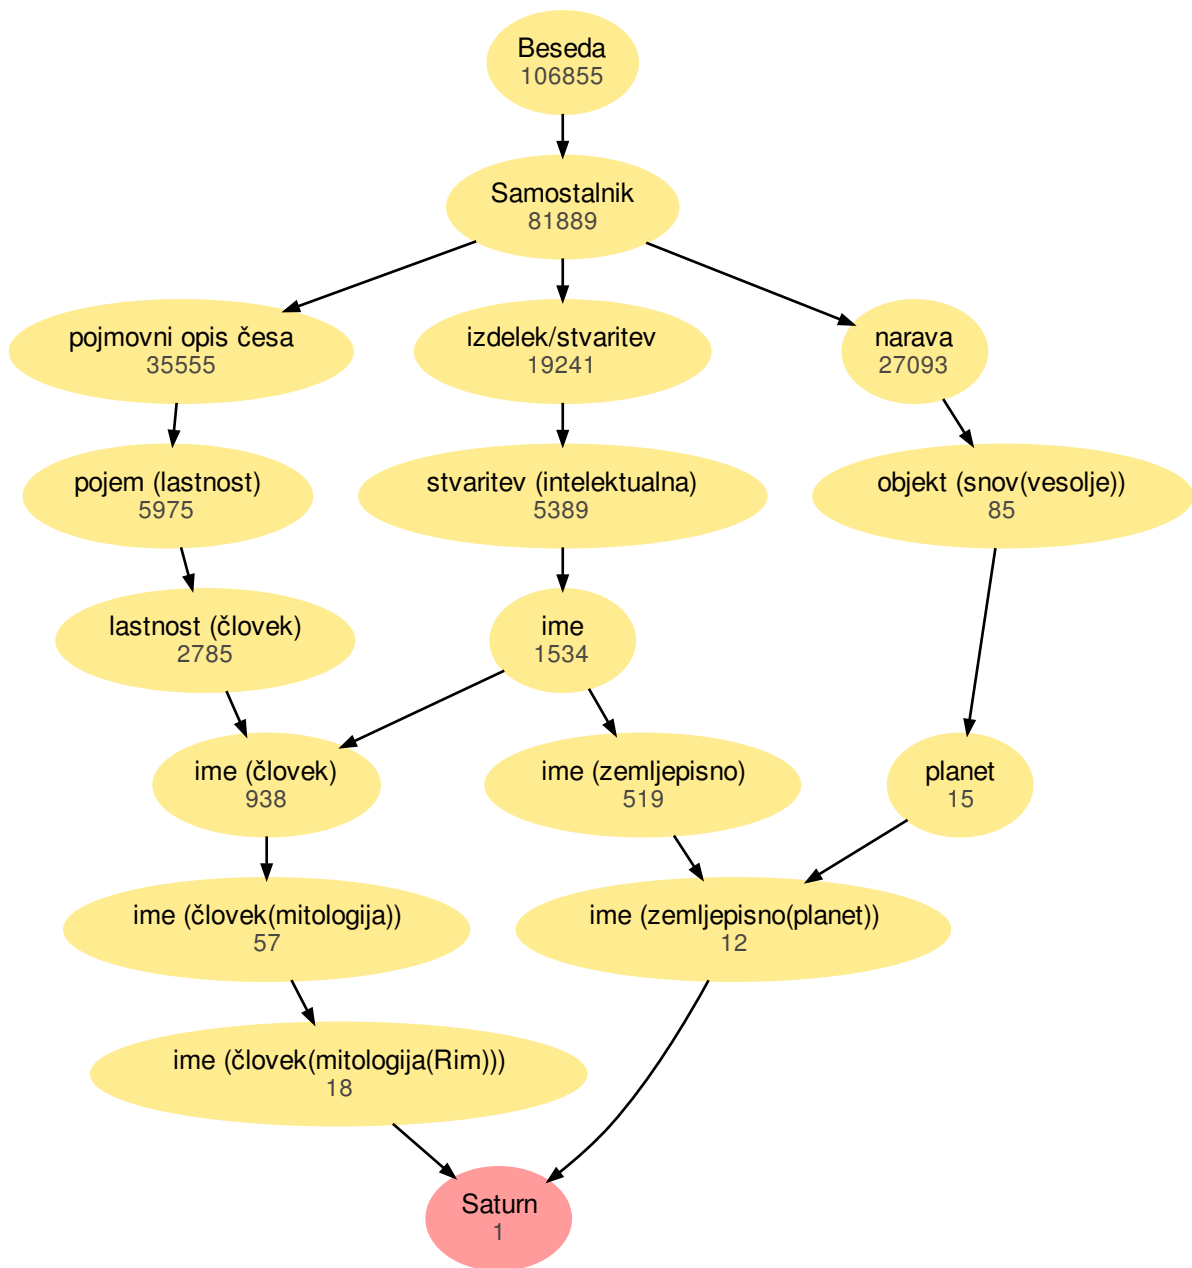 Beseda
106855
Samostalnik
81889
pojmovni opis česa
35555
izdelek/stvaritev
19241
narava
27093
pojem (lastnost)
5975
stvaritev (intelektualna)
5389
objekt (snov(vesolje))
85
lastnost (človek)
2785
ime
1534
ime (človek)
938
ime (zemljepisno)
519
planet
15
ime (človek(mitologija))
57
ime (zemljepisno(planet))
12
ime (človek(mitologija(Rim)))
18
Saturn
1